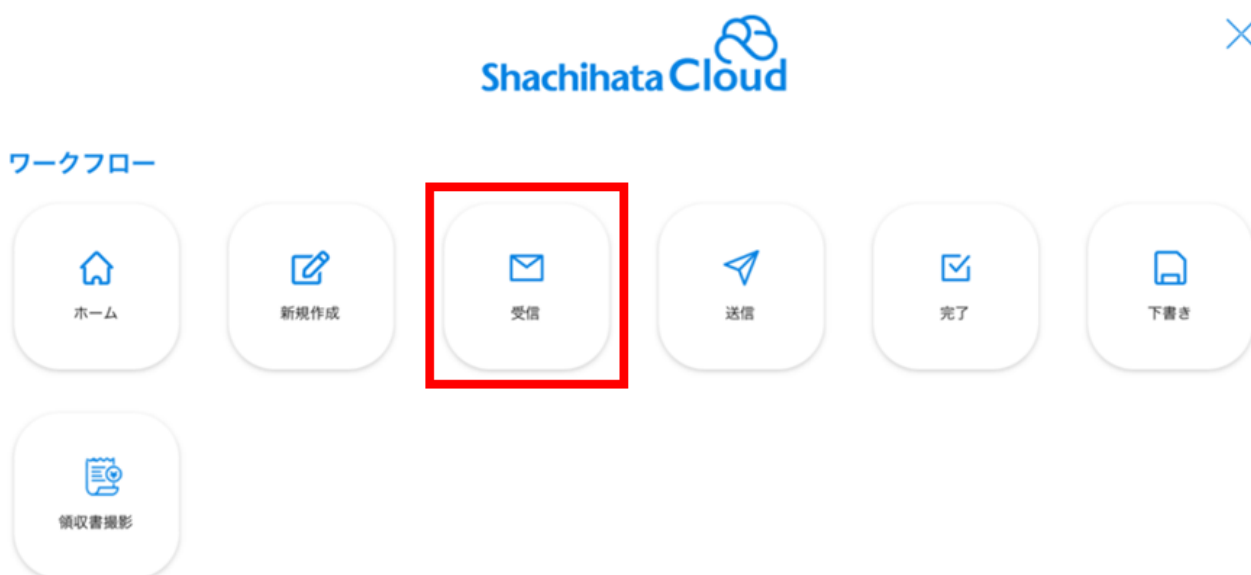 Shachihata Cloud
ワークフロー
ホーム
新規作成
受信
送信
完了
下書き
領収書撮影